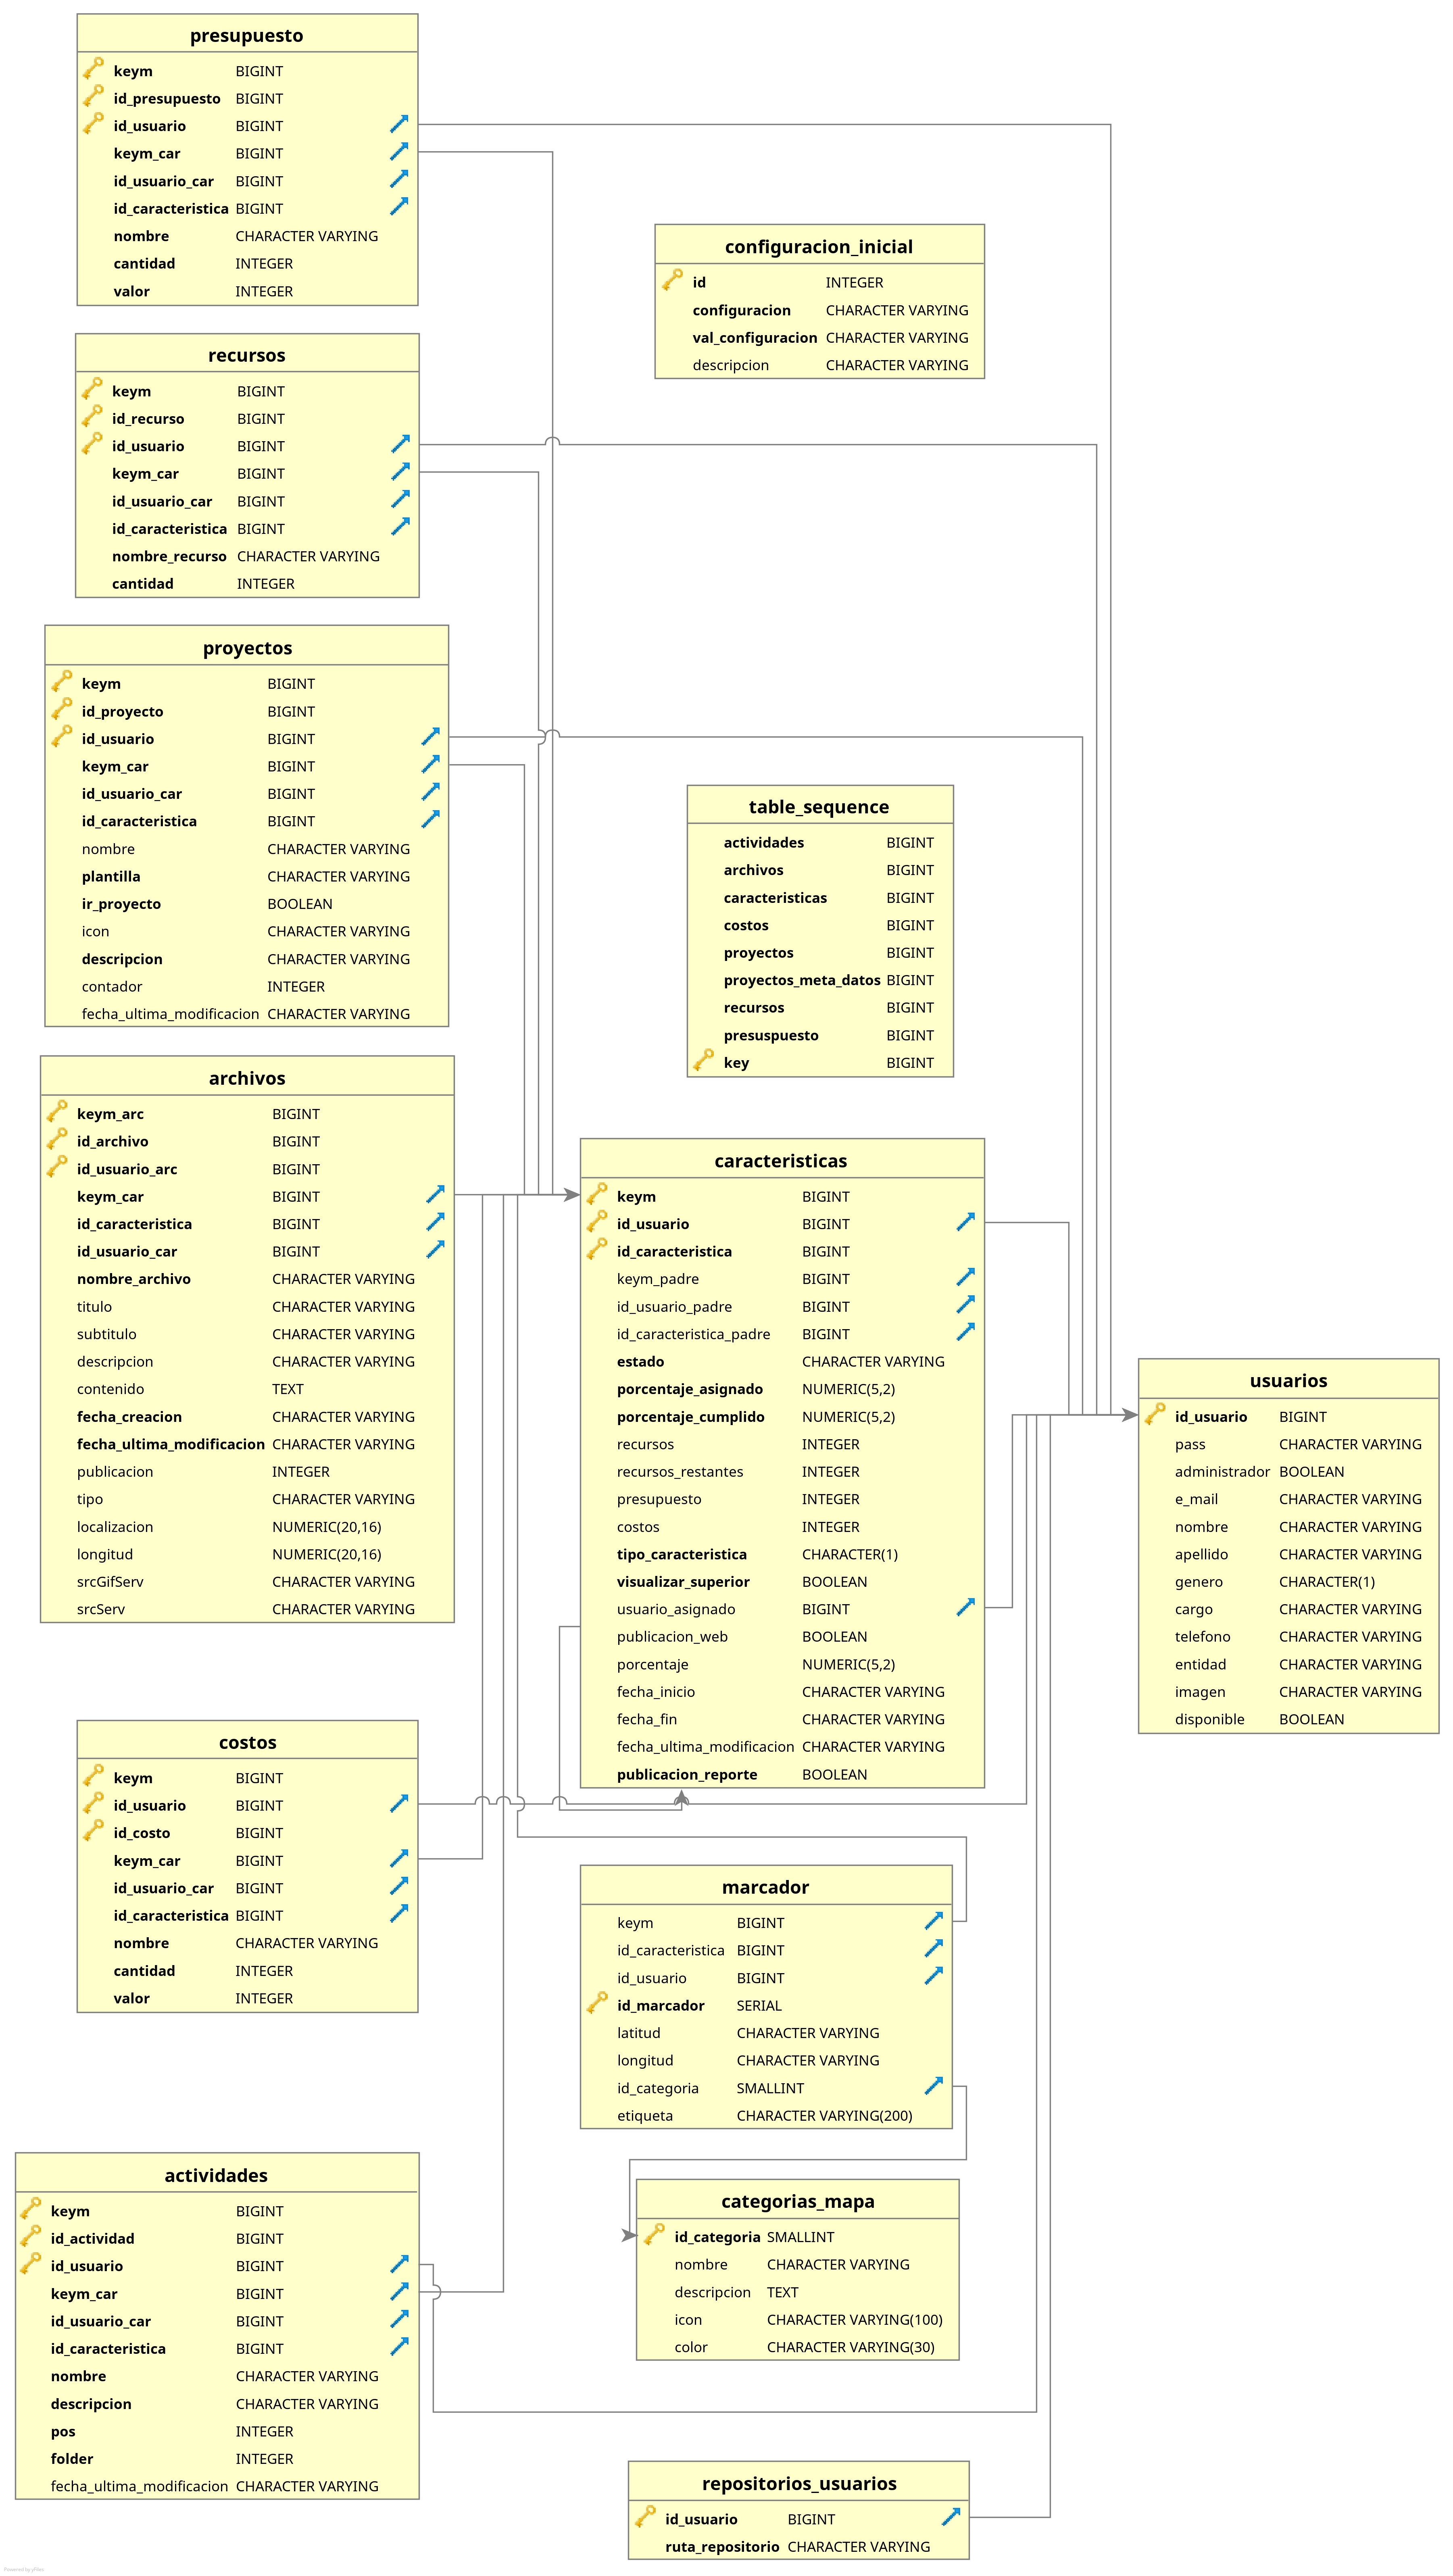 presupuesto
keym BIGINT
id_presupuesto BIGINT
id_usuario BIGINT
keym_car BIGINT
id_usuario_car BIGINT
id_caracteristica BIGINT
nombre CHARACTER VARYING
cantidad INTEGER
valor INTEGER
configuracion_inicial
id INTEGER
configuracion CHARACTER VARYING
val_configuracion CHARACTER VARYING
descripcion CHARACTER VARYING
recursos
keym BIGINT
id_recurso BIGINT
id_usuario BIGINT
keym_car BIGINT
id_usuario_car BIGINT
id_caracteristica BIGINT
nombre_recurso CHARACTER VARYING
cantidad INTEGER
proyectos
keym BIGINT
id_proyecto BIGINT
id_usuario BIGINT
keym_car BIGINT
id_usuario_car BIGINT
id_caracteristica BIGINT
nombre CHARACTER VARYING
plantilla CHARACTER VARYING
ir_proyecto BOOLEAN
icon CHARACTER VARYING
descripcion CHARACTER VARYING
contador INTEGER
fecha_ultima_modificacion CHARACTER VARYING
table_sequence
actividades BIGINT
archivos BIGINT
caracteristicas BIGINT
costos BIGINT
proyectos BIGINT
proyectos_meta_datos BIGINT
recursos BIGINT
presuspuesto BIGINT
key BIGINT
archivos
keym_arc BIGINT
id_archivo BIGINT
id_usuario_arc BIGINT
keym_car BIGINT
id_caracteristica BIGINT
id_usuario_car BIGINT
nombre_archivo CHARACTER VARYING
titulo CHARACTER VARYING
subtitulo CHARACTER VARYING
descripcion CHARACTER VARYING
contenido TEXT
fecha_creacion CHARACTER VARYING
fecha_ultima_modificacion CHARACTER VARYING
publicacion INTEGER
tipo CHARACTER VARYING
localizacion NUMERIC(20,16)
longitud NUMERIC(20,16)
srcGifServ CHARACTER VARYING
srcServ CHARACTER VARYING
caracteristicas
keym BIGINT
id_usuario BIGINT
id_caracteristica BIGINT
keym_padre BIGINT
id_usuario_padre BIGINT
id_caracteristica_padre BIGINT
estado CHARACTER VARYING
porcentaje_asignado NUMERIC(5,2)
porcentaje_cumplido NUMERIC(5,2)
recursos INTEGER
recursos_restantes INTEGER
presupuesto INTEGER
costos INTEGER
tipo_caracteristica CHARACTER(1)
visualizar_superior BOOLEAN
usuario_asignado BIGINT
publicacion_web BOOLEAN
porcentaje NUMERIC(5,2)
fecha_inicio CHARACTER VARYING
fecha_fin CHARACTER VARYING
fecha_ultima_modificacion CHARACTER VARYING
publicacion_reporte BOOLEAN
usuarios
id_usuario BIGINT
pass CHARACTER VARYING
administrador BOOLEAN
e_mail CHARACTER VARYING
nombre CHARACTER VARYING
apellido CHARACTER VARYING
genero CHARACTER(1)
cargo CHARACTER VARYING
telefono CHARACTER VARYING
entidad CHARACTER VARYING
imagen CHARACTER VARYING
disponible BOOLEAN
costos
keym BIGINT
id_usuario BIGINT
id_costo BIGINT
keym_car BIGINT
id_usuario_car BIGINT
id_caracteristica BIGINT
nombre CHARACTER VARYING
cantidad INTEGER
valor INTEGER
marcador
keym BIGINT
id_caracteristica BIGINT
id_usuario BIGINT
id_marcador SERIAL
latitud CHARACTER VARYING
longitud CHARACTER VARYING
id_categoria SMALLINT
etiqueta CHARACTER VARYING(200)
actividades
keym BIGINT
id_actividad BIGINT
id_usuario BIGINT
keym_car BIGINT
id_usuario_car BIGINT
id_caracteristica BIGINT
nombre CHARACTER VARYING
descripcion CHARACTER VARYING
pos INTEGER
folder INTEGER
fecha_ultima_modificacion CHARACTER VARYING
categorias_mapa
id_categoria SMALLINT
nombre CHARACTER VARYING
descripcion TEXT
icon CHARACTER VARYING(100)
color CHARACTER VARYING(30)
repositorios_usuarios
id_usuario BIGINT
ruta_repositorio CHARACTER VARYING
Powered by yFiles